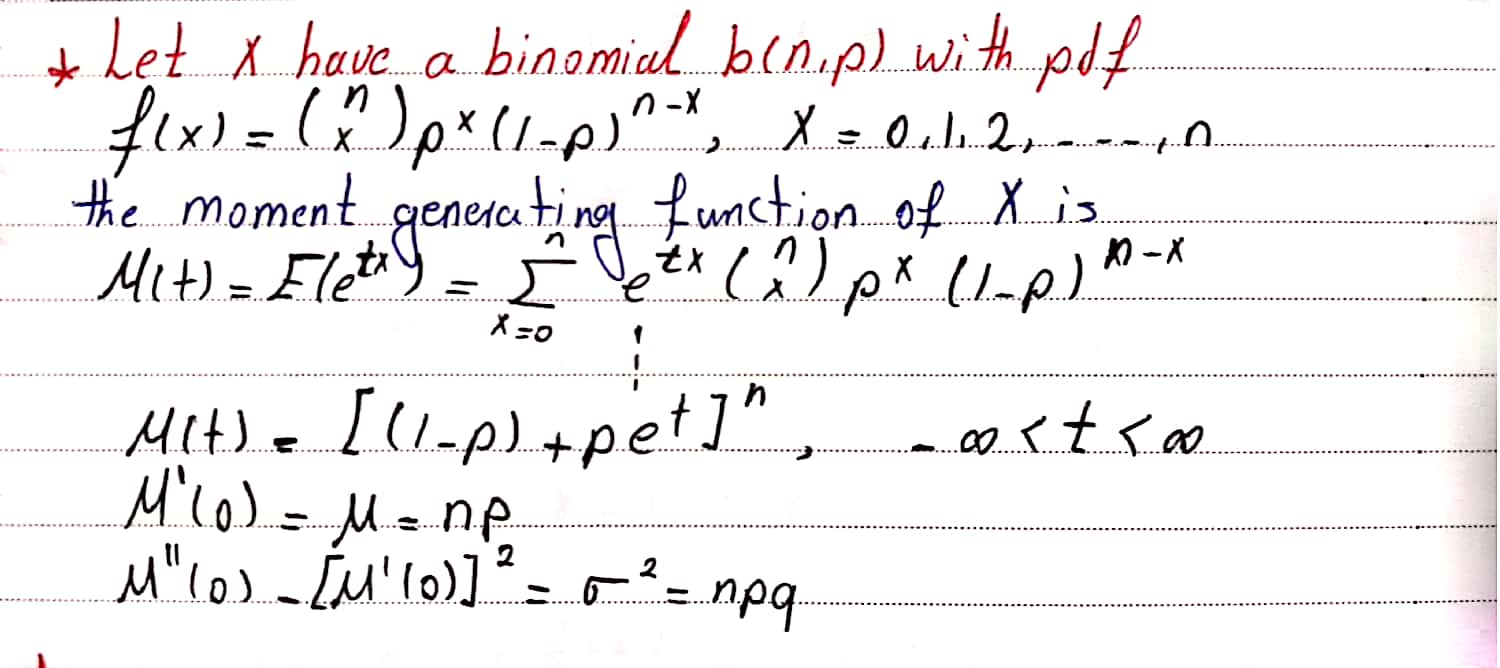 * Let X have a binomial b(n,p) with pdf
f(x) = (n x) p^x (1-p)^{n-x}, X = 0,1,2,----,n
the moment generating function of X is
M(t) = E(e^{tx}) = Σ_{x=0}^{n} e^{tx} (n x) p^x (1-p)^{n-x}
M(t) = [(1-p) + pe^t]^n, -∞<t<∞
M'(0) = μ = np
M''(0) - [M'(0)]^2 = σ^2 = npq